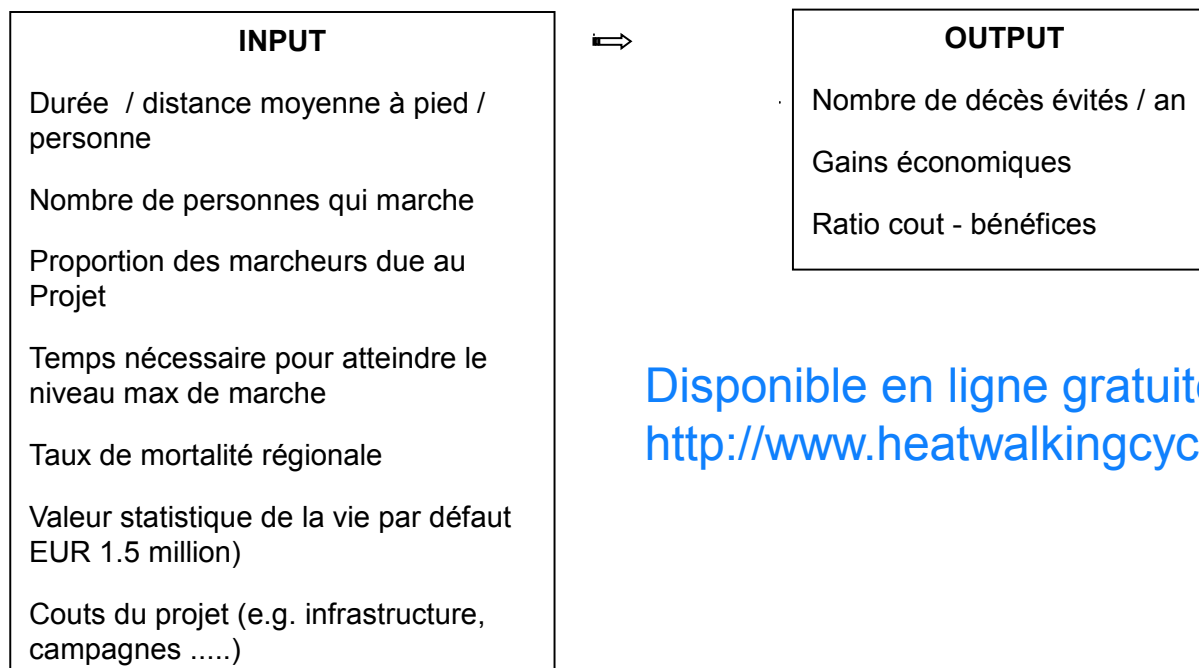 INPUT
Durée / distance moyenne à pied /
personne
Nombre de personnes qui marche
Proportion des marcheurs due au
Projet
Temps nécessaire pour atteindre le
niveau max de marche
Taux de mortalité régionale
Valeur statistique de la vie par défaut
EUR 1.5 million)
Couts du projet (e.g. infrastructure,
campagnes .....)
⇨
OUTPUT
Nombre de décès évités / an
Gains économiques
Ratio cout - bénéfices
Disponible en ligne
http://www.heatwalkingcyc